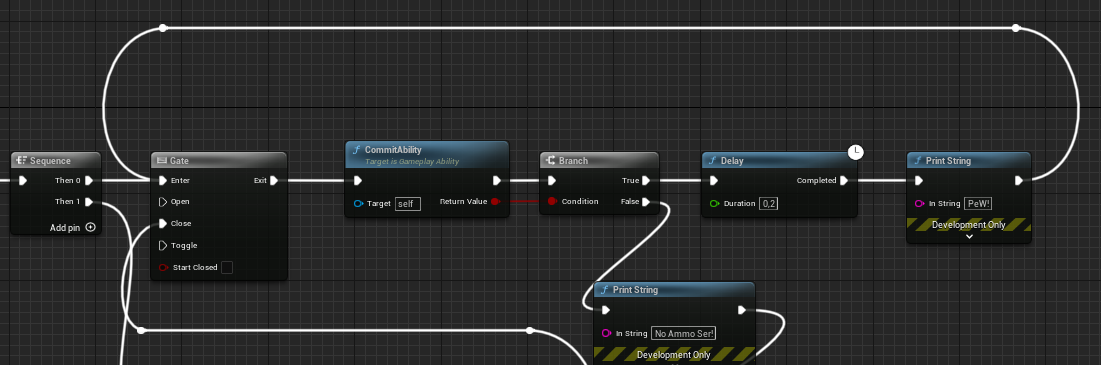 Sequence
Then 0
Then 1
Add pin
Gate
Enter
Exit
Open
Close
Toggle
Start Closed
CommitAbility
Target is Gameplay Ability
Target
self
Return Value
Branch
True
Condition
False
Delay
Completed
Duration
0,2
Print String
In String
PeW!
Development Only
Print String
In String
No Ammo Ser!
Development Only